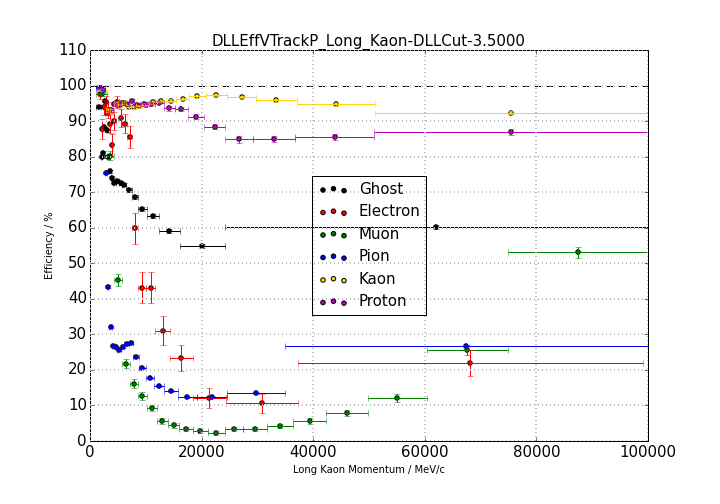 DLLEffVTrackP_Long_Kaon-DLLCut-3.5000
110
100
90
80
70
60
50
40
30
20
10
0
Efficiency / %
Ghost
Electron
Muon
Pion
Kaon
Proton
0 20000 40000 60000 80000 100000
Long Kaon Momentum / MeV/c